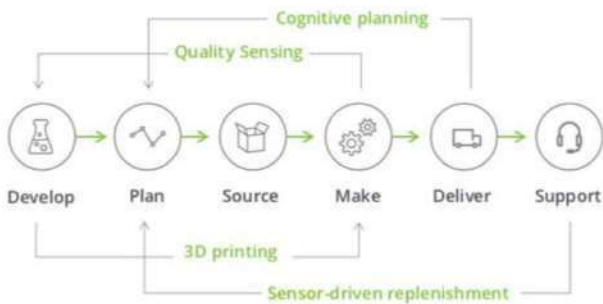 Cognitive planning
Quality Sensing
Develop Plan Source Make Deliver Support
3D printing
Sensor-driven replenishment